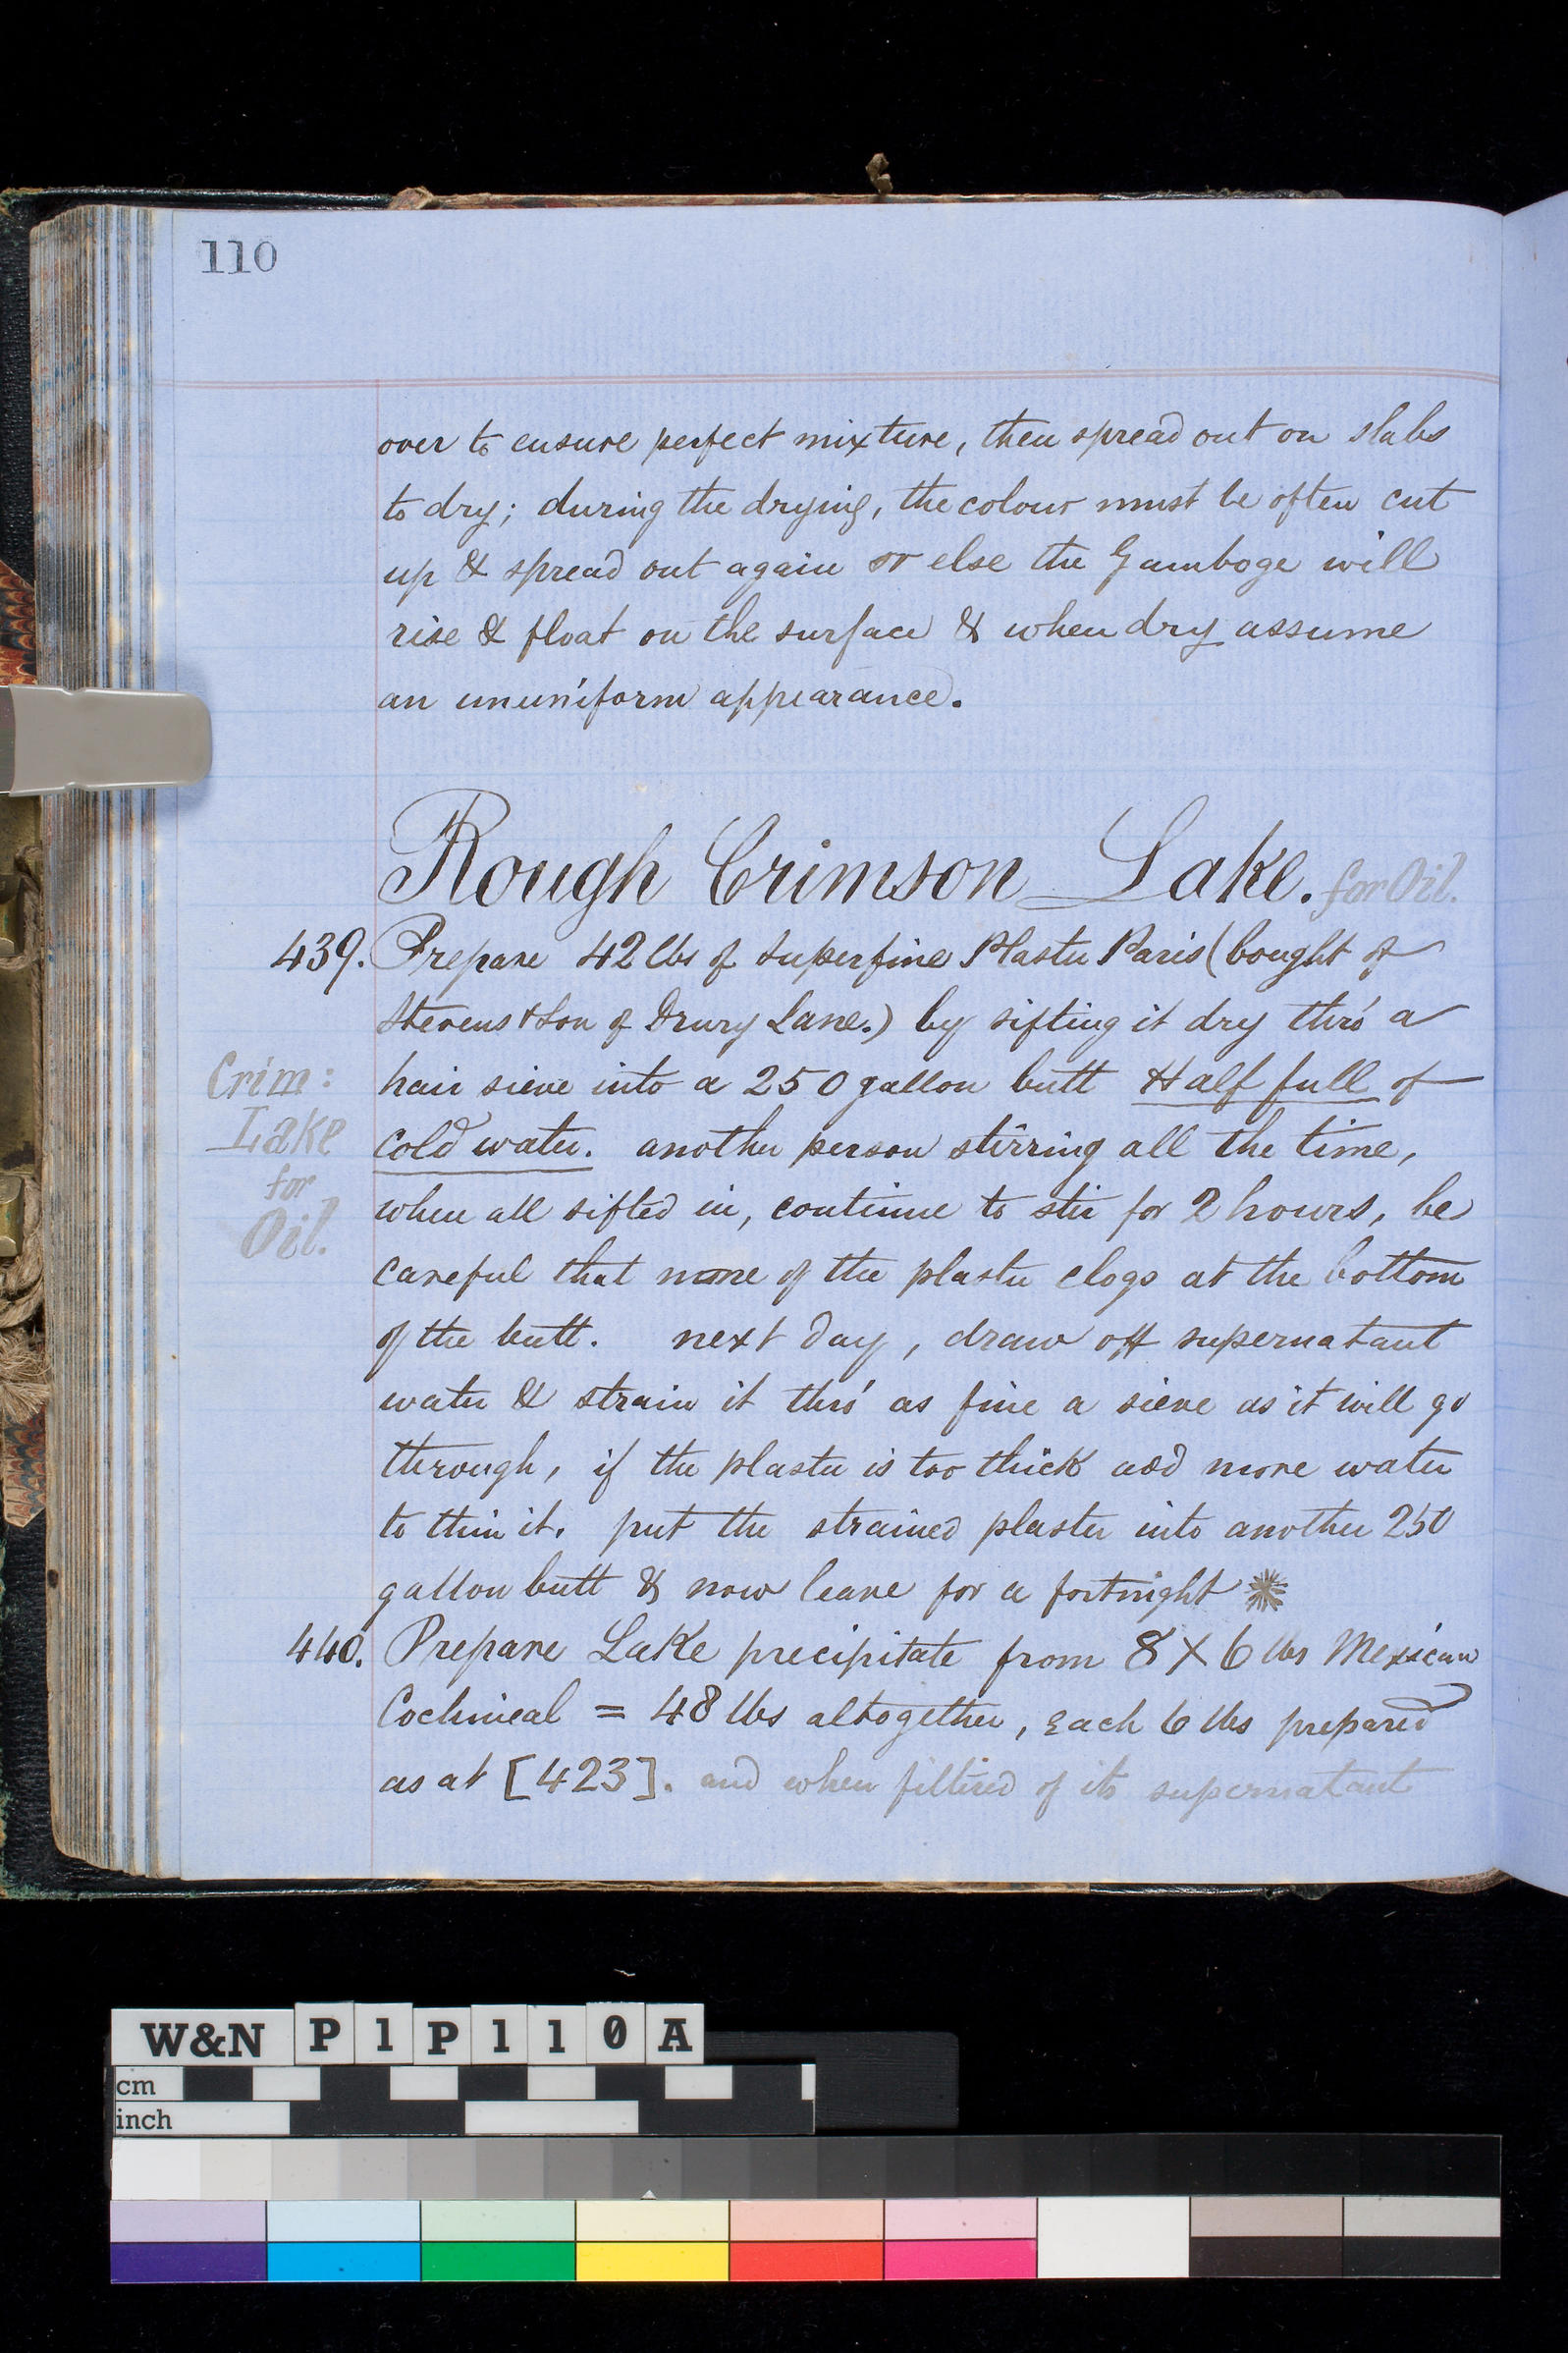 110
over to ensure perfect mixture, then spread out on slabs
to dry; during the drying, the colour must be often cut
up & spread out again or else the Gamboge will
rise & float on the surface & when dry assume
an ununiform appearance.
Rough Crimson Lake. for Oil.
439. Prepare 42 lbs of Superfine Plaster Paris (bought of
Stevens & Son of Drury Lane.) by sifting it dry thro' a
hair sieve into a 250 gallon butt Half full of
Cold water. another person stirring all the time,
when all sifted in, continue to stir for 2 hours, be
careful that none of the plaster clogs at the bottom
of the butt. next day, draw off supernatant
water & strain it thro' as fine a sieve as it will go
through, if the plaster is too thick add more water
to thin it. put the strained plaster into another 250
gallon butt & now leave for a fortnight
Crim:
Lake
for
Oil.
440. Prepare Lake precipitate from 8 X 6 lbs Mexican
Cochineal = 48 lbs altogether, each 6 lbs prepared
as at [423]. and when filtired of its supernatant
W&N P1P110A
cm
inch